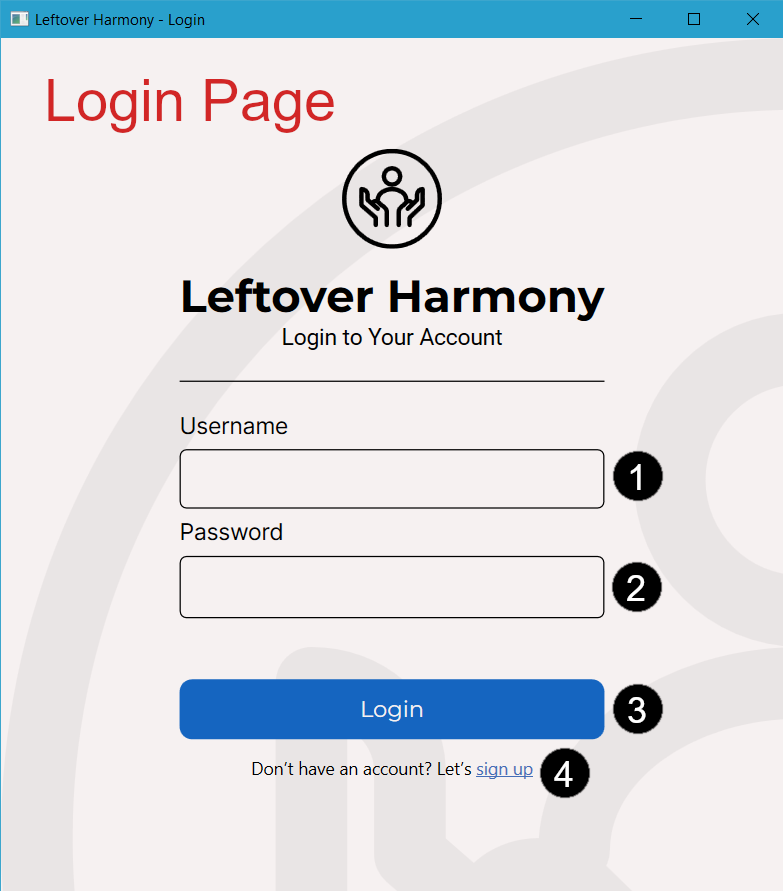 Leftover Harmony - Login
Login Page
Leftover Harmony
Login to Your Account
Username
1
Password
2
Login
3
Don’t have an account? Let’s sign up
4